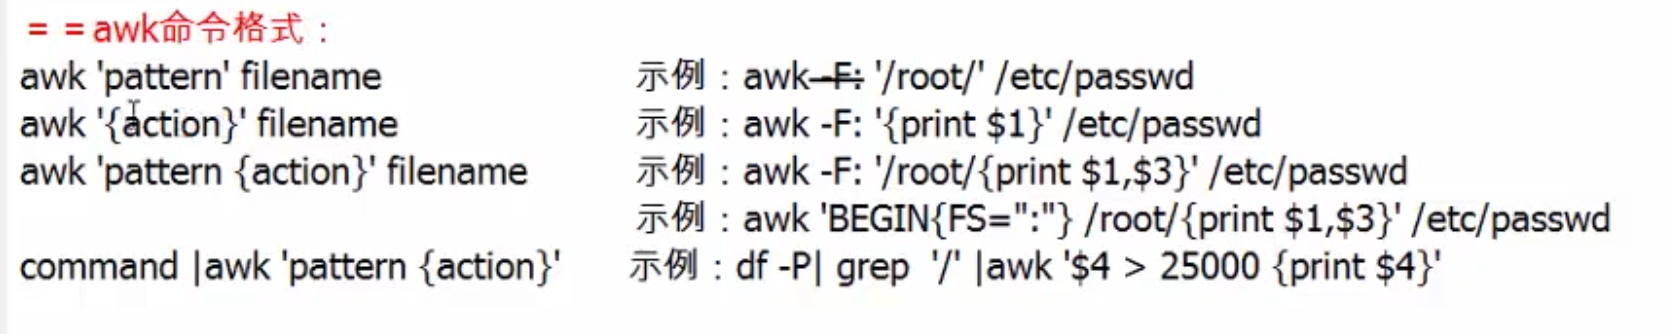 ==awk命令格式：
awk 'pattern' filename 示例：awk -F: '/root/' /etc/passwd
awk '{action}' filename 示例：awk -F: '{print $1}' /etc/passwd
awk 'pattern {action}' filename 示例：awk -F: '/root/{print $1,$3}' /etc/passwd
示例：awk 'BEGIN{FS=":"} /root/{print $1,$3}' /etc/passwd
command |awk 'pattern {action}' 示例：df -P| grep '/' |awk '$4 > 25000 {print $4}'